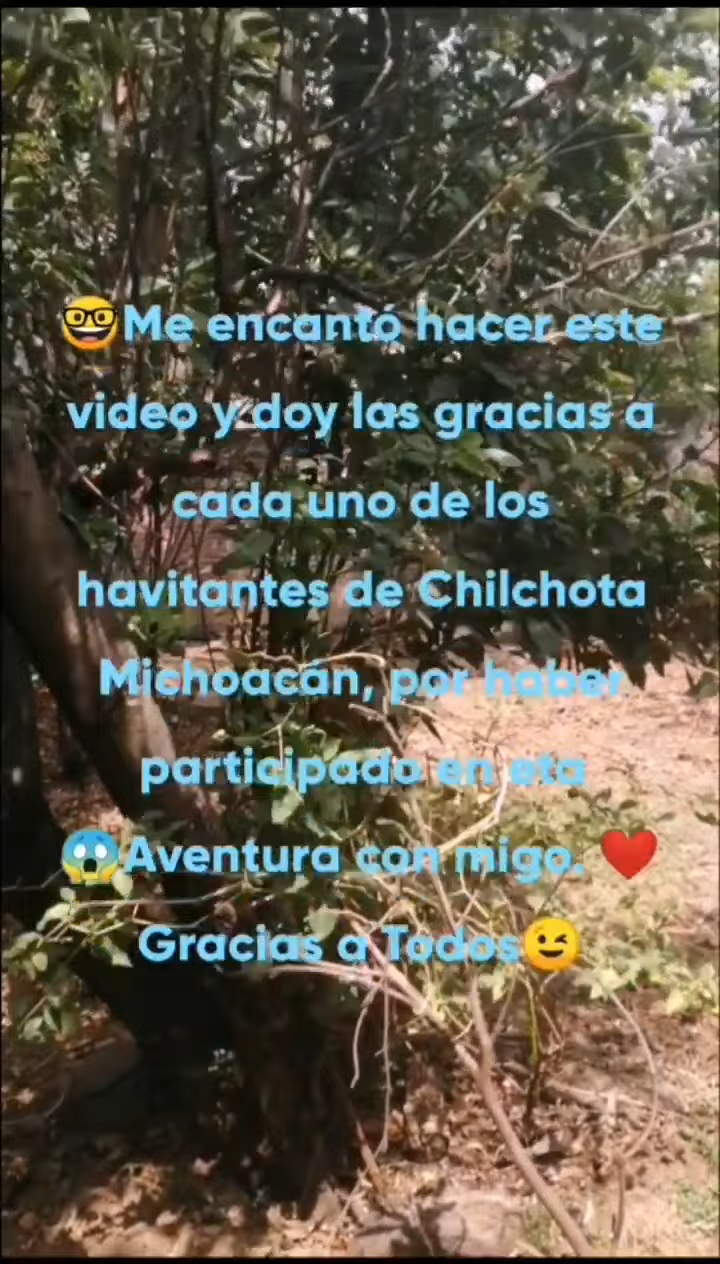 🤓Me encantó hacer este
video y doy las gracias a
cada uno de los
havitantes de Chilchota
Michoacán, por haber
participado en eta
😱Aventura con migo. ❤️
Gracias a Todos😉